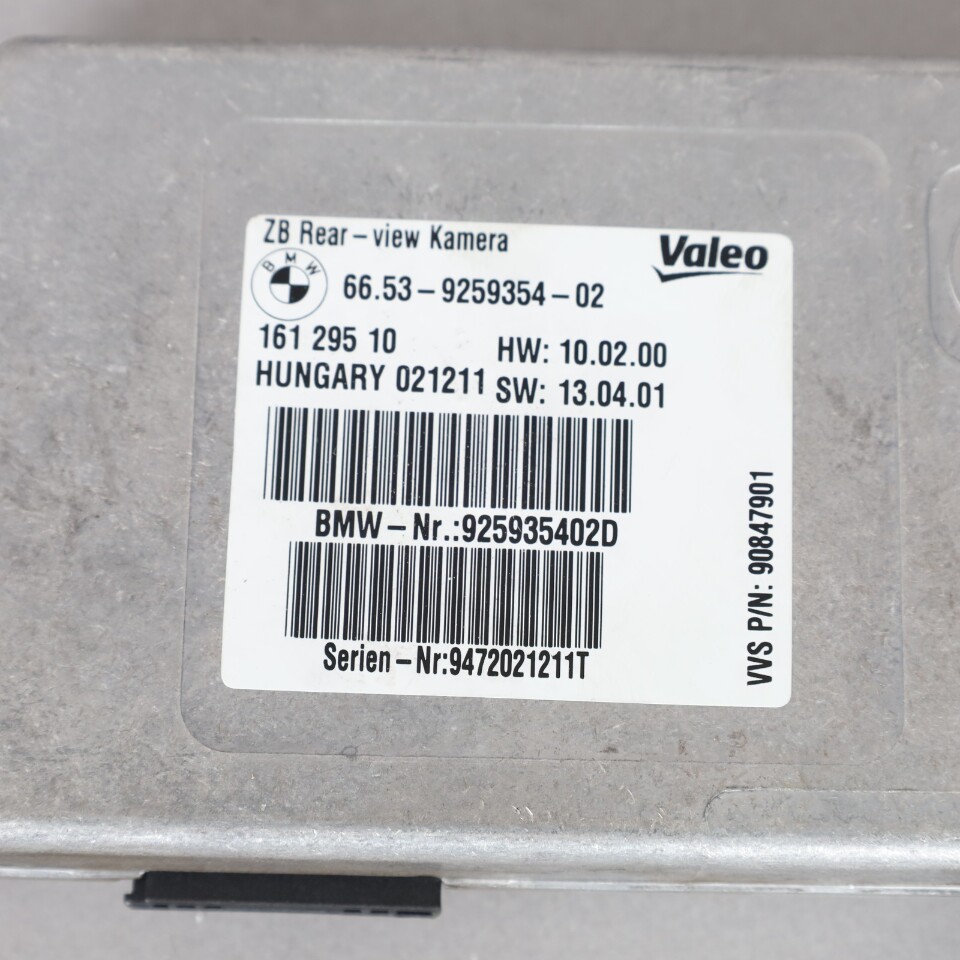 ZB Rear-view Kamera
Valeo
BMW
66.53-9259354-02
161 295 10
HW: 10.02.00
HUNGARY 021211
SW: 13.04.01
BMW-Nr.:925935402D
Serien-Nr:9472021211T
VVS P/N: 90847901